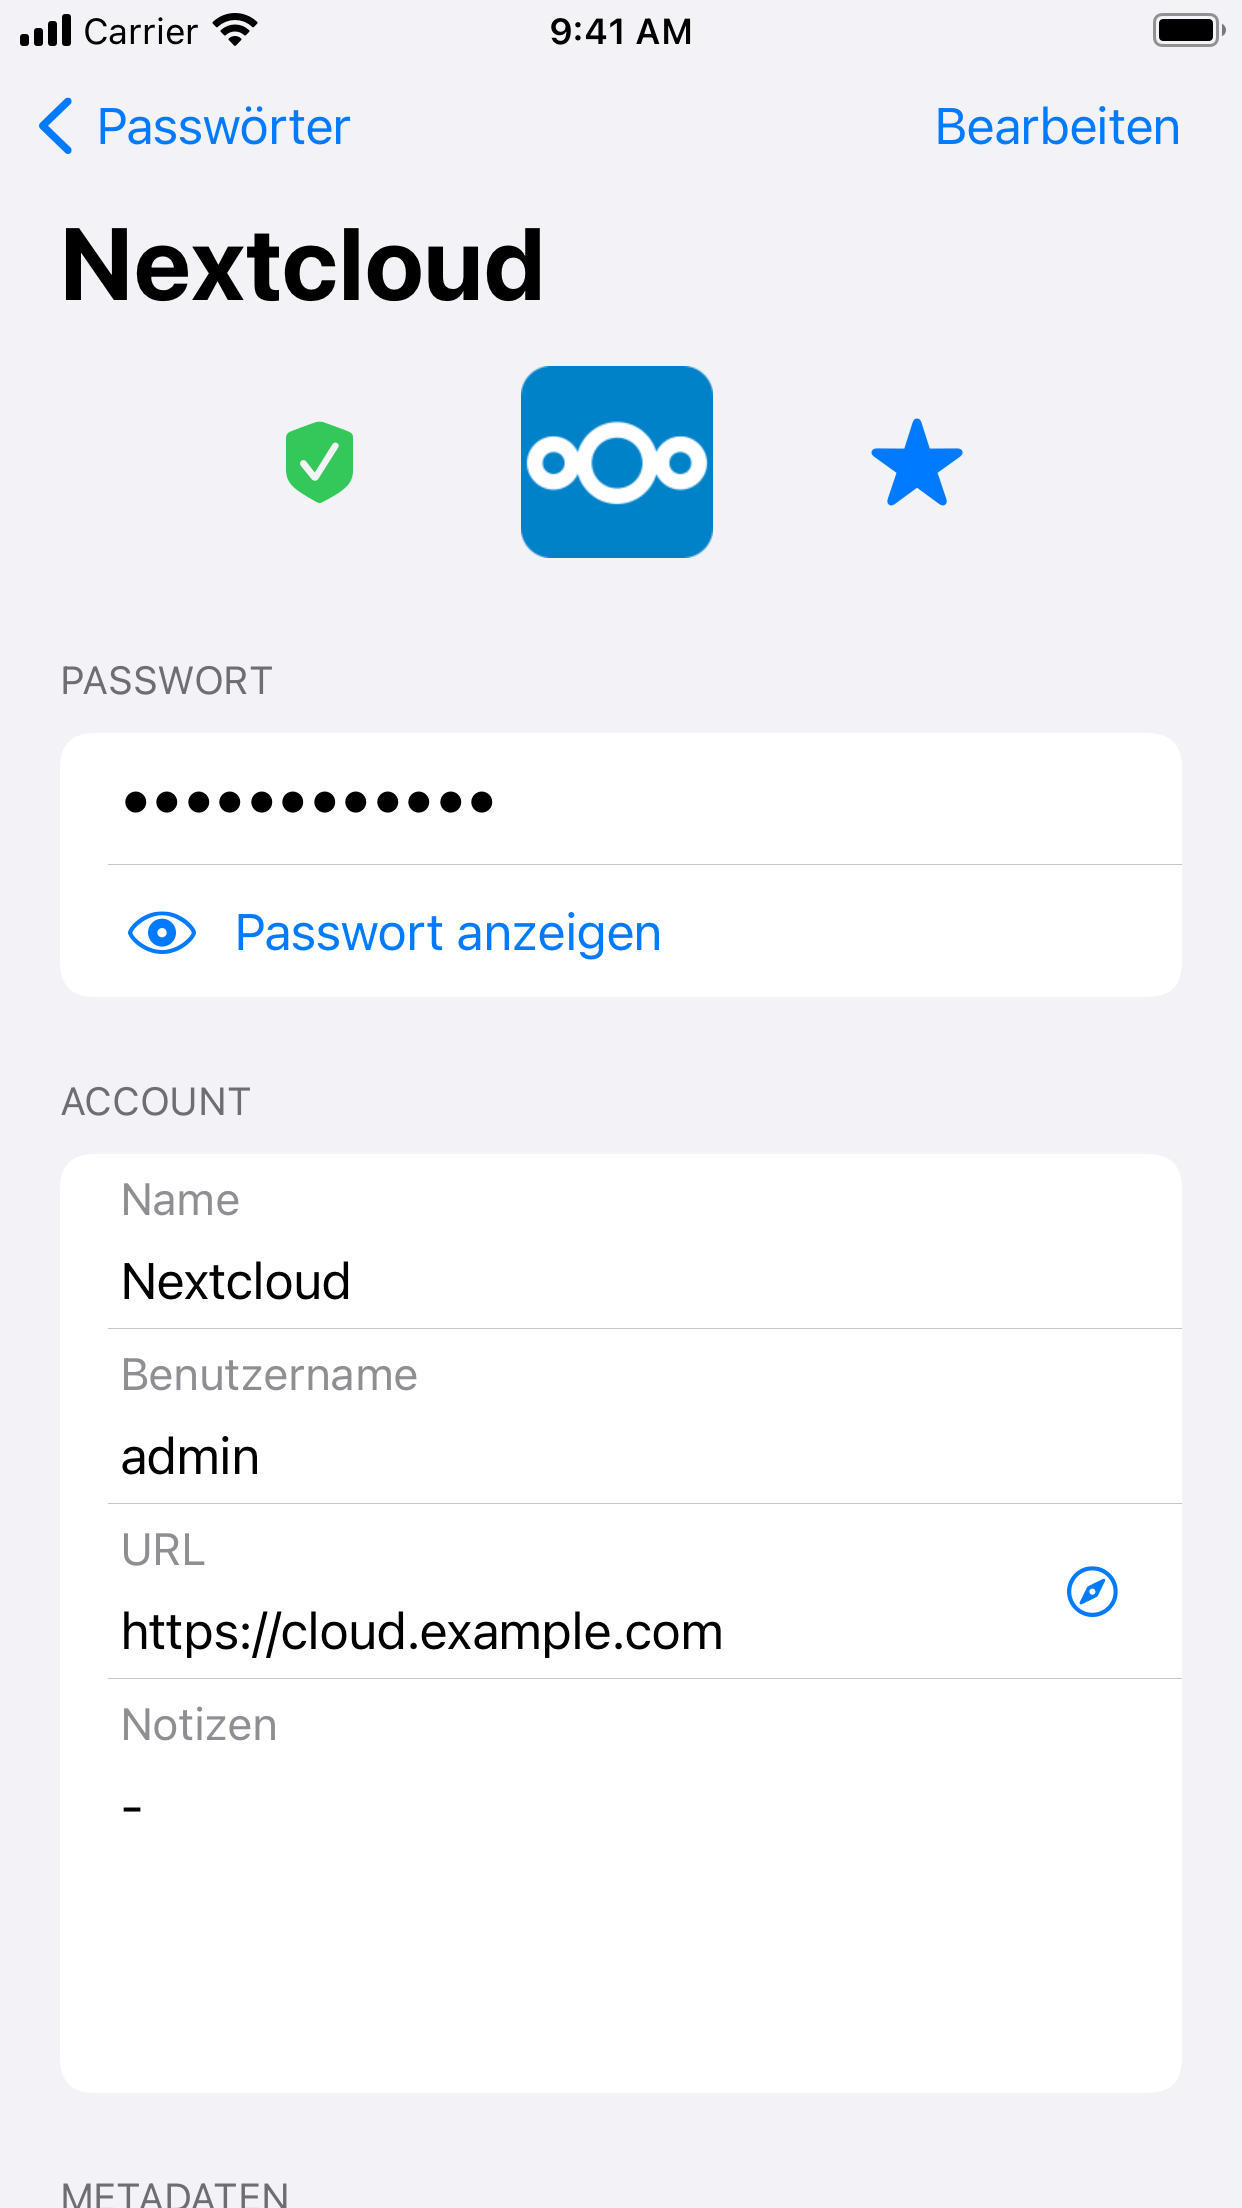 Carrier 9:41 AM
Passwörter Bearbeiten
Nextcloud
PASSWORT
••••••••••••
Passwort anzeigen
ACCOUNT
Name
Nextcloud
Benutzername
admin
URL
https://cloud.example.com
Notizen
-
METADATEN